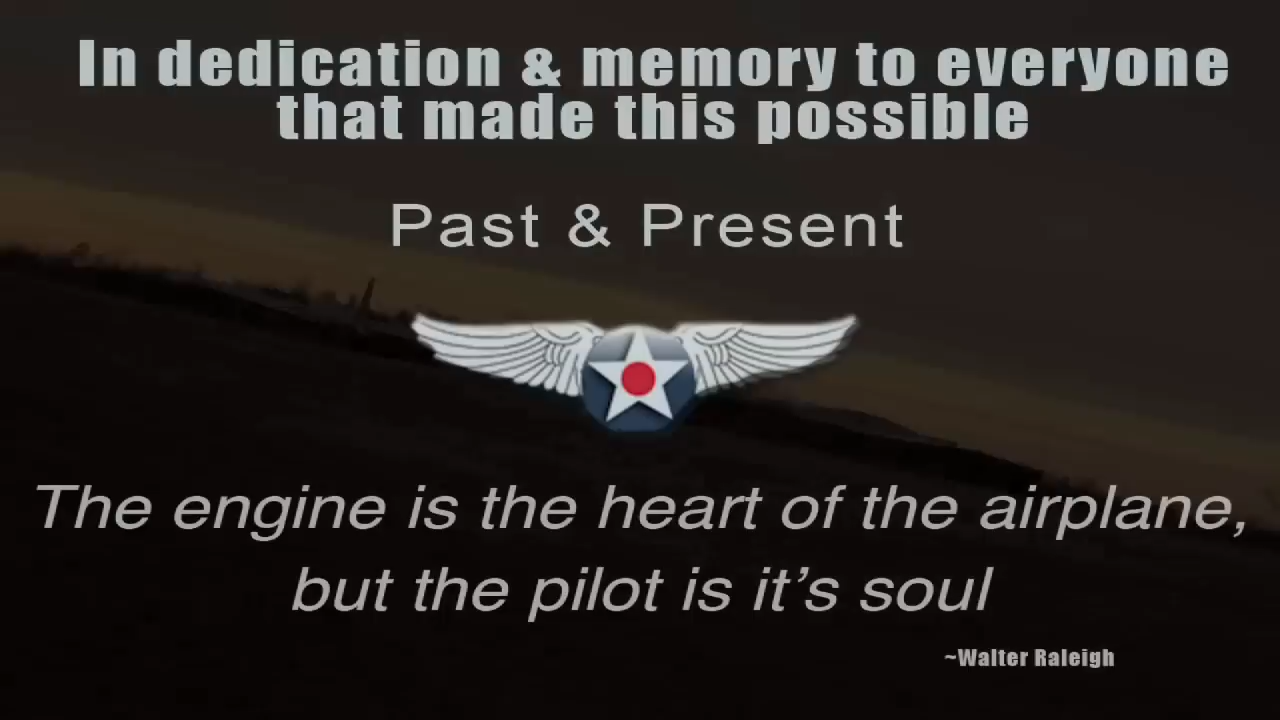 In dedication & memory to everyone
that made this possible
Past & Present
The engine is the heart of the airplane,
but the pilot is it’s soul
~Walter Raleigh